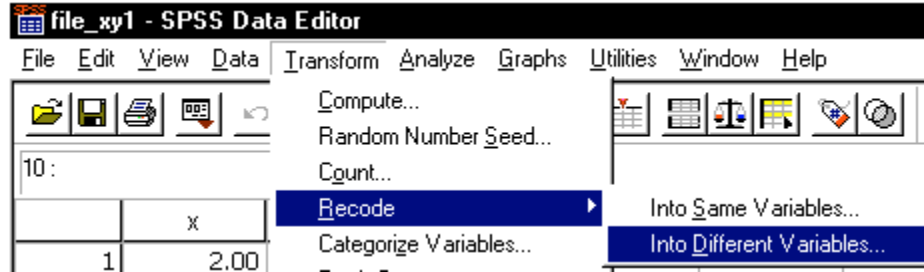 file_xy1 - SPSS Data Editor
File Edit View Data Transform Analyze Graphs Utilities Window Help
Compute...
Random Number Seed...
10 :
Count...
Recode Into Same Variables...
x
Categorize Variables... Into Different Variables...
1 2.00